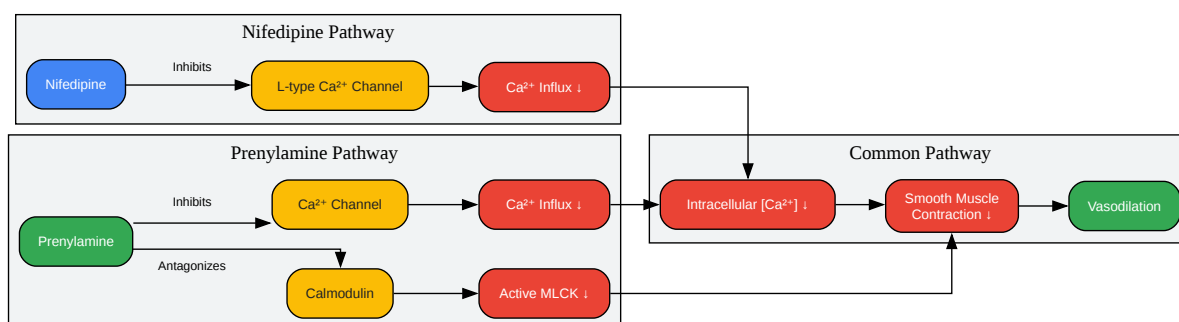 Nifedipine Pathway
Nifedipine
Inhibits
L-type Ca²⁺ Channel
Ca²⁺ Influx ↓
Prenylamine Pathway
Prenylamine
Inhibits
Ca²⁺ Channel
Ca²⁺ Influx ↓
Antagonizes
Calmodulin
Active MLCK ↓
Common Pathway
Intracellular [Ca²⁺] ↓
Smooth Muscle
Contraction ↓
Vasodilation